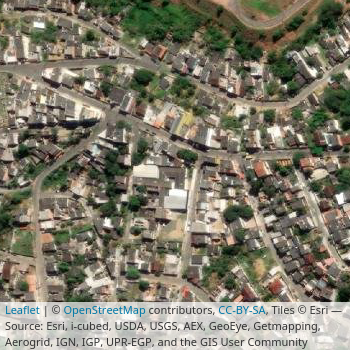 Leaflet | © OpenStreetMap contributors, CC-BY-SA, Tiles © Esri —
Source: Esri, i-cubed, USDA, USGS, AEX, GeoEye, Getmapping,
Aerogrid, IGN, IGP, UPR-EGP, and the GIS User Community